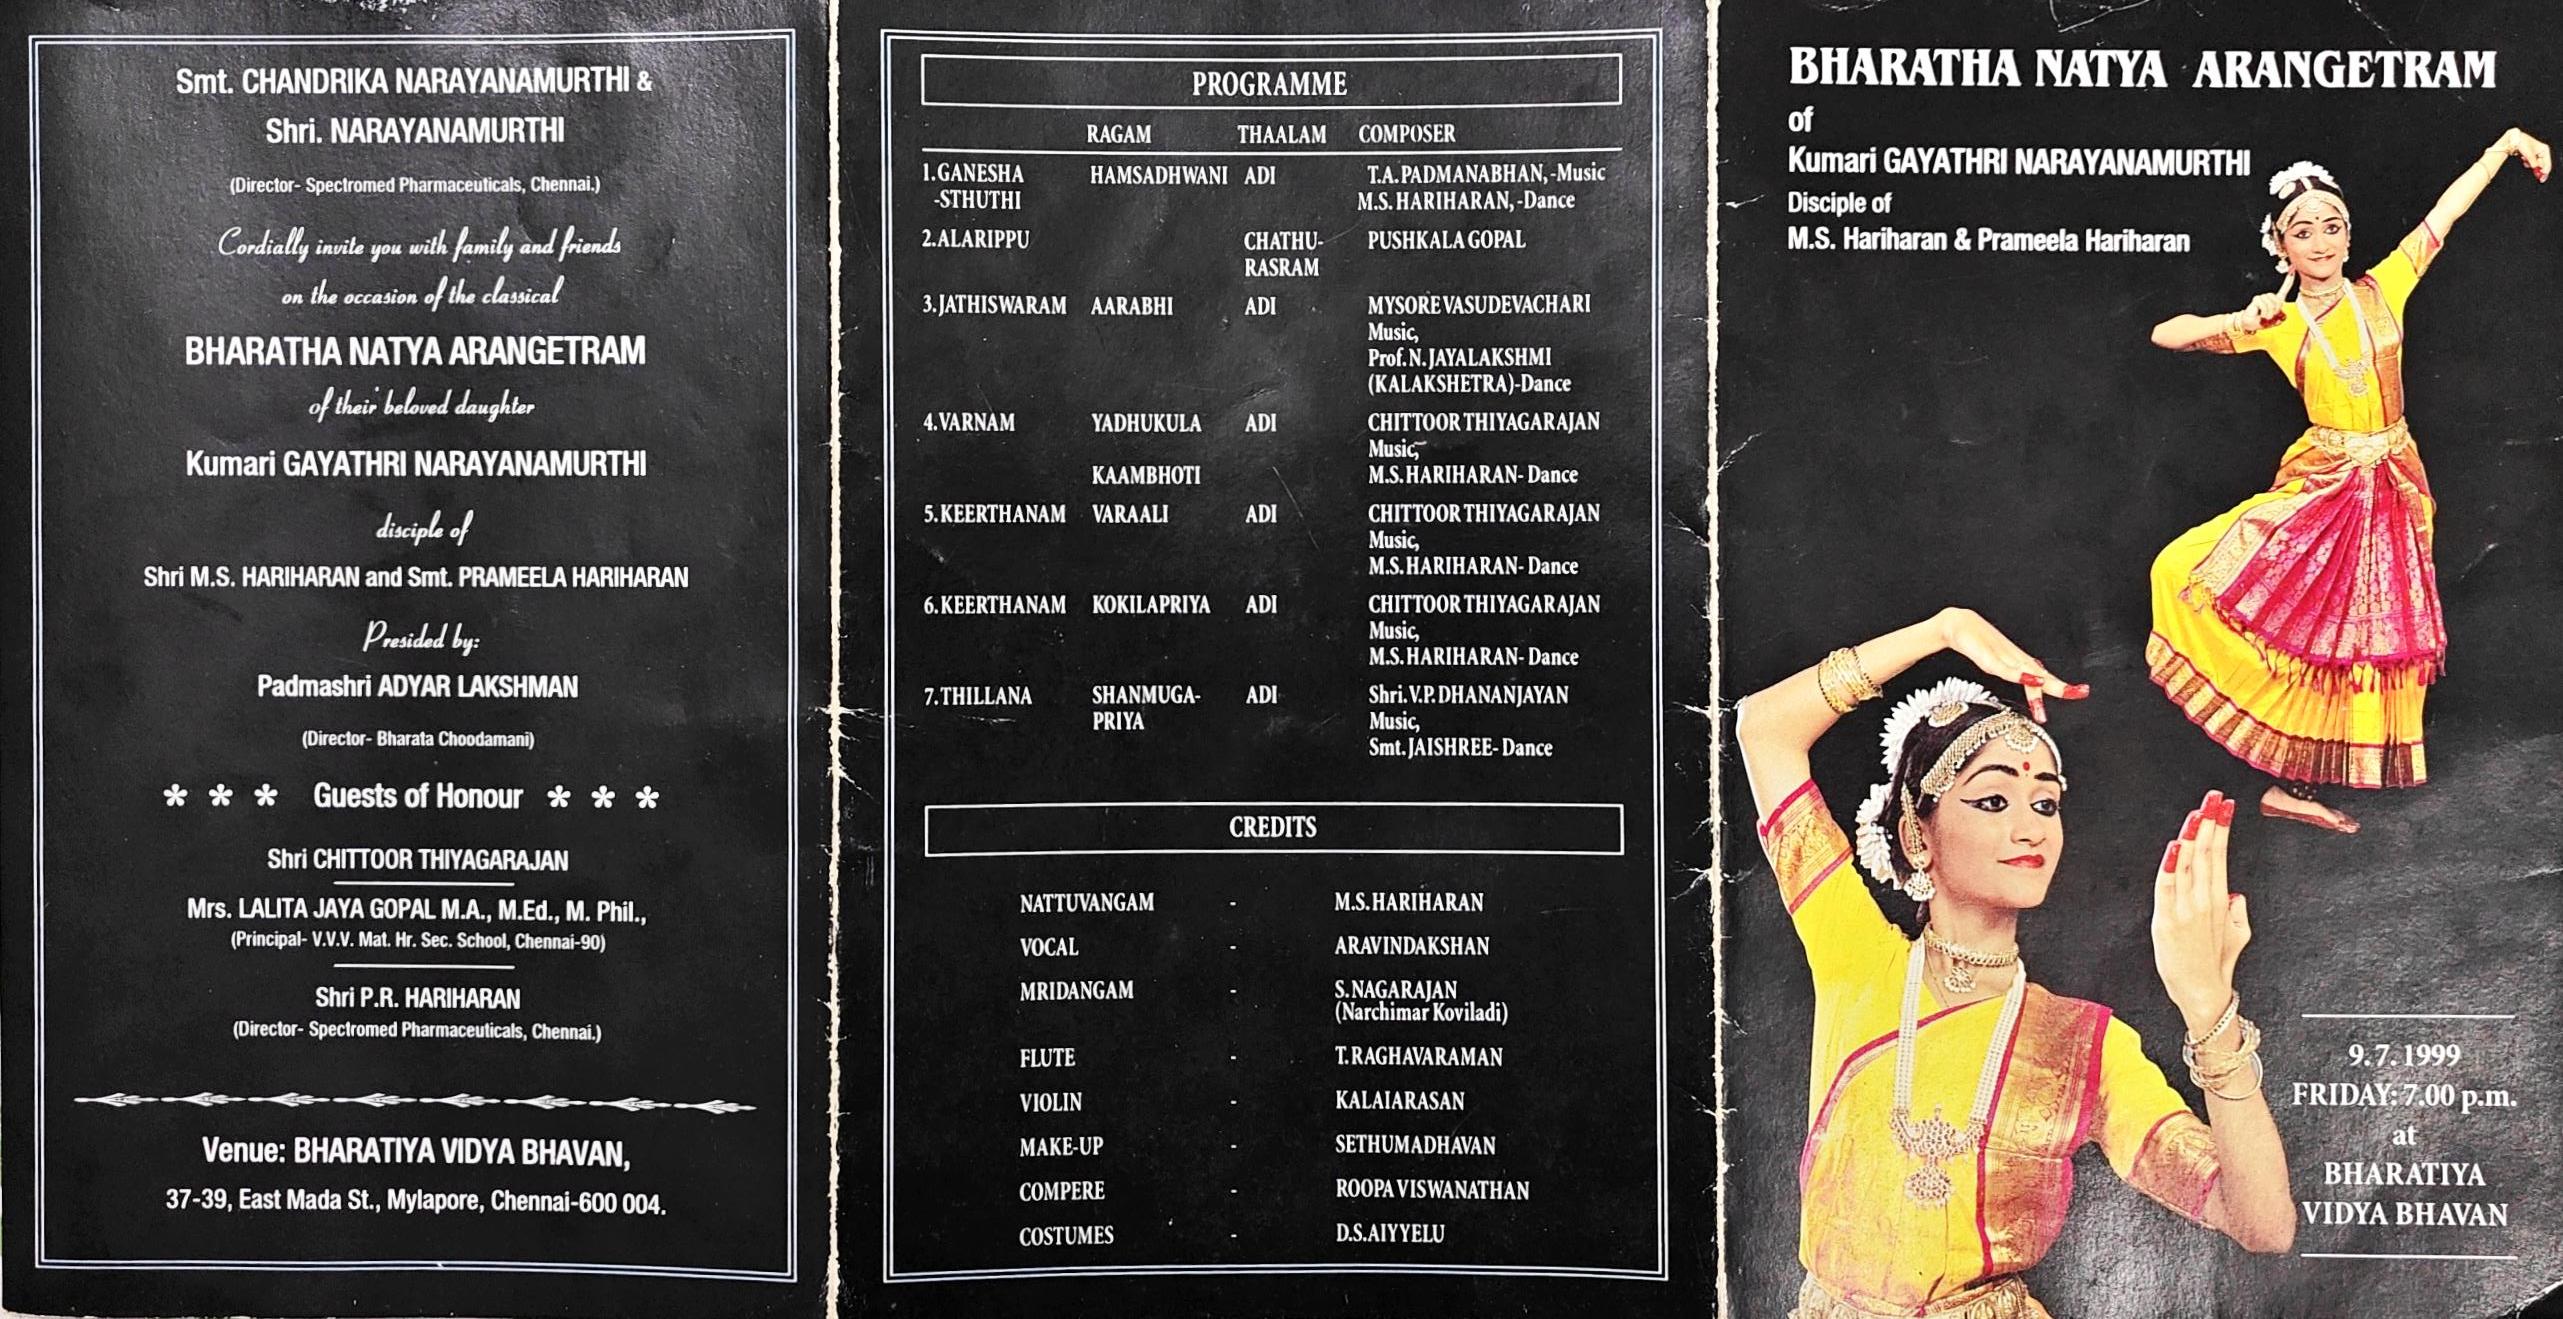 Smt. CHANDRIKA NARAYANAMURTHI &
Shri. NARAYANAMURTHI
(Director- Spectromed Pharmaceuticals, Chennai.)
Cordially invite you with family and friends
on the occasion of the classical
BHARATHA NATYA ARANGETRAM
of their beloved daughter
Kumari GAYATHRI NARAYANAMURTHI
disciple of
Shri M.S. HARIHARAN and Smt. PRAMEELA HARIHARAN
Presided by:
Padmashri ADYAR LAKSHMAN
(Director- Bharata Choodamani)
* * * Guests of Honour * * *
Shri CHITTOOR THIYAGARAJAN
Mrs. LALITA JAYA GOPAL M.A., M.Ed., M. Phil.,
(Principal- V.V.V. Mat. Hr. Sec. School, Chennai-90)
Shri P.R. HARIHARAN
(Director- Spectromed Pharmaceuticals, Chennai.)
Venue: BHARATIYA VIDYA BHAVAN,
37-39, East Mada St., Mylapore, Chennai-600 004.
PROGRAMME
RAGAM THAALAM COMPOSER
1.GANESHA HAMSADHWANI ADI T.A.PADMANABHAN,-Music
-STHUTHI M.S.HARIHARAN,-Dance
2.ALARIPPU CHATHU- PUSHKALA GOPAL
RASRAM
3.JATHISWARAM AARABHI ADI MYSORE VASUDEVACHARI
Music,
Prof.N.JAYALAKSHMI
(KALAKSHETRA)-Dance
4.VARNAM YADHUKULA ADI CHITTOOR THIYAGARAJAN
Music,
KAAMBHOTI M.S.HARIHARAN- Dance
5.KEERTHANAM VARAALI ADI CHITTOOR THIYAGARAJAN
Music,
M.S.HARIHARAN- Dance
6.KEERTHANAM KOKILAPRIYA ADI CHITTOOR THIYAGARAJAN
Music,
M.S.HARIHARAN- Dance
7.THILLANA SHANMUGA- ADI Shri.V.P.DHANANJAYAN
PRIYA Music,
Smt.JAISHREE- Dance
CREDITS
NATTUVANGAM - M.S.HARIHARAN
VOCAL - ARAVINDAKSHAN
MRIDANGAM - S.NAGARAJAN
(Narchimar Koviladi)
FLUTE - T.RAGHAVARAMAN
VIOLIN - KALAIARASAN
MAKE-UP - SETHUMADHAVAN
COMPERE - ROOPA VISWANATHAN
COSTUMES - D.S.AIYYELU
BHARATHA NATYA ARANGETRAM
of
Kumari GAYATHRI NARAYANAMURTHI
Disciple of
M.S. Hariharan & Prameela Hariharan
9.7.1999
FRIDAY: 7.00 p.m.
at
BHARATIYA
VIDYA BHAVAN